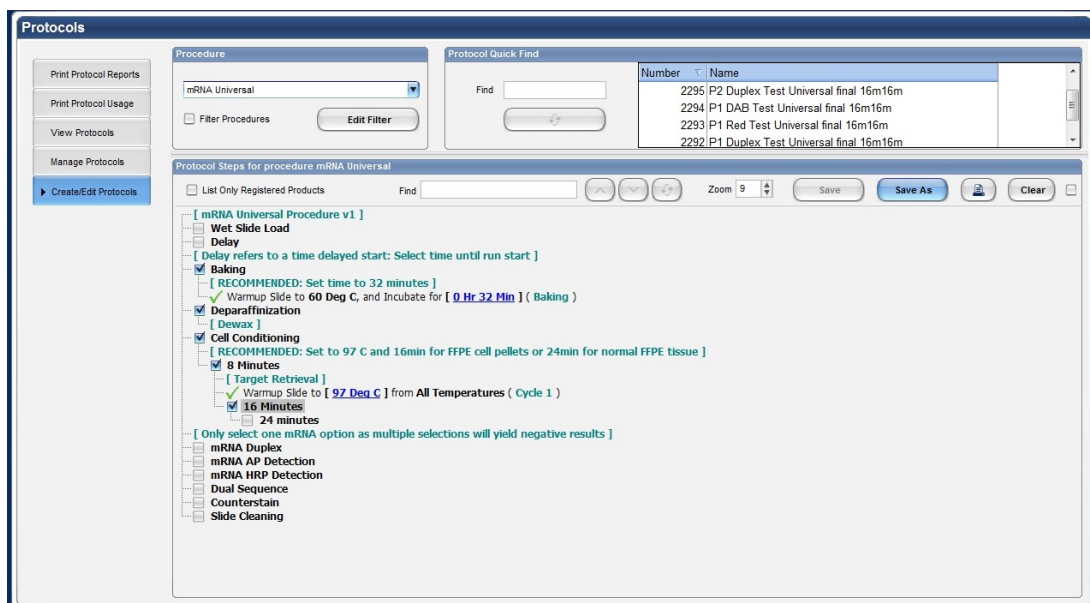 Protocols
Print Protocol Reports
Print Protocol Usage
View Protocols
Manage Protocols
Create/Edit Protocols
Procedure
mRNA Universal
Filter Procedures
Edit Filter
Protocol Quick Find
Find
Number Name
2295 P2 Duplex Test Universal final 16m16m
2294 P1 DAB Test Universal final 16m16m
2293 P1 Red Test Universal final 16m16m
2292 P1 Duplex Test Universal final 16m16m
Protocol Steps for procedure mRNA Universal
List Only Registered Products Find Zoom 9 Save Save As Clear
[ mRNA Universal Procedure v1 ]
Wet Slide Load
Delay
[ Delay refers to a time delayed start: Select time until run start ]
Baking
[ RECOMMENDED: Set time to 32 minutes ]
Warmup Slide to 60 Deg C, and Incubate for [ 0 Hr 32 Min ] ( Baking )
Deparaffinization
[ Dewax ]
Cell Conditioning
[ RECOMMENDED: Set to 97 C and 16min for FFPE cell pellets or 24min for normal FFPE tissue ]
8 Minutes
[ Target Retrieval ]
Warmup Slide to [ 97 Deg C ] from All Temperatures ( Cycle 1 )
16 Minutes
24 minutes
[ Only select one mRNA option as multiple selections will yield negative results ]
mRNA Duplex
mRNA AP Detection
mRNA HRP Detection
Dual Sequence
Counterstain
Slide Cleaning